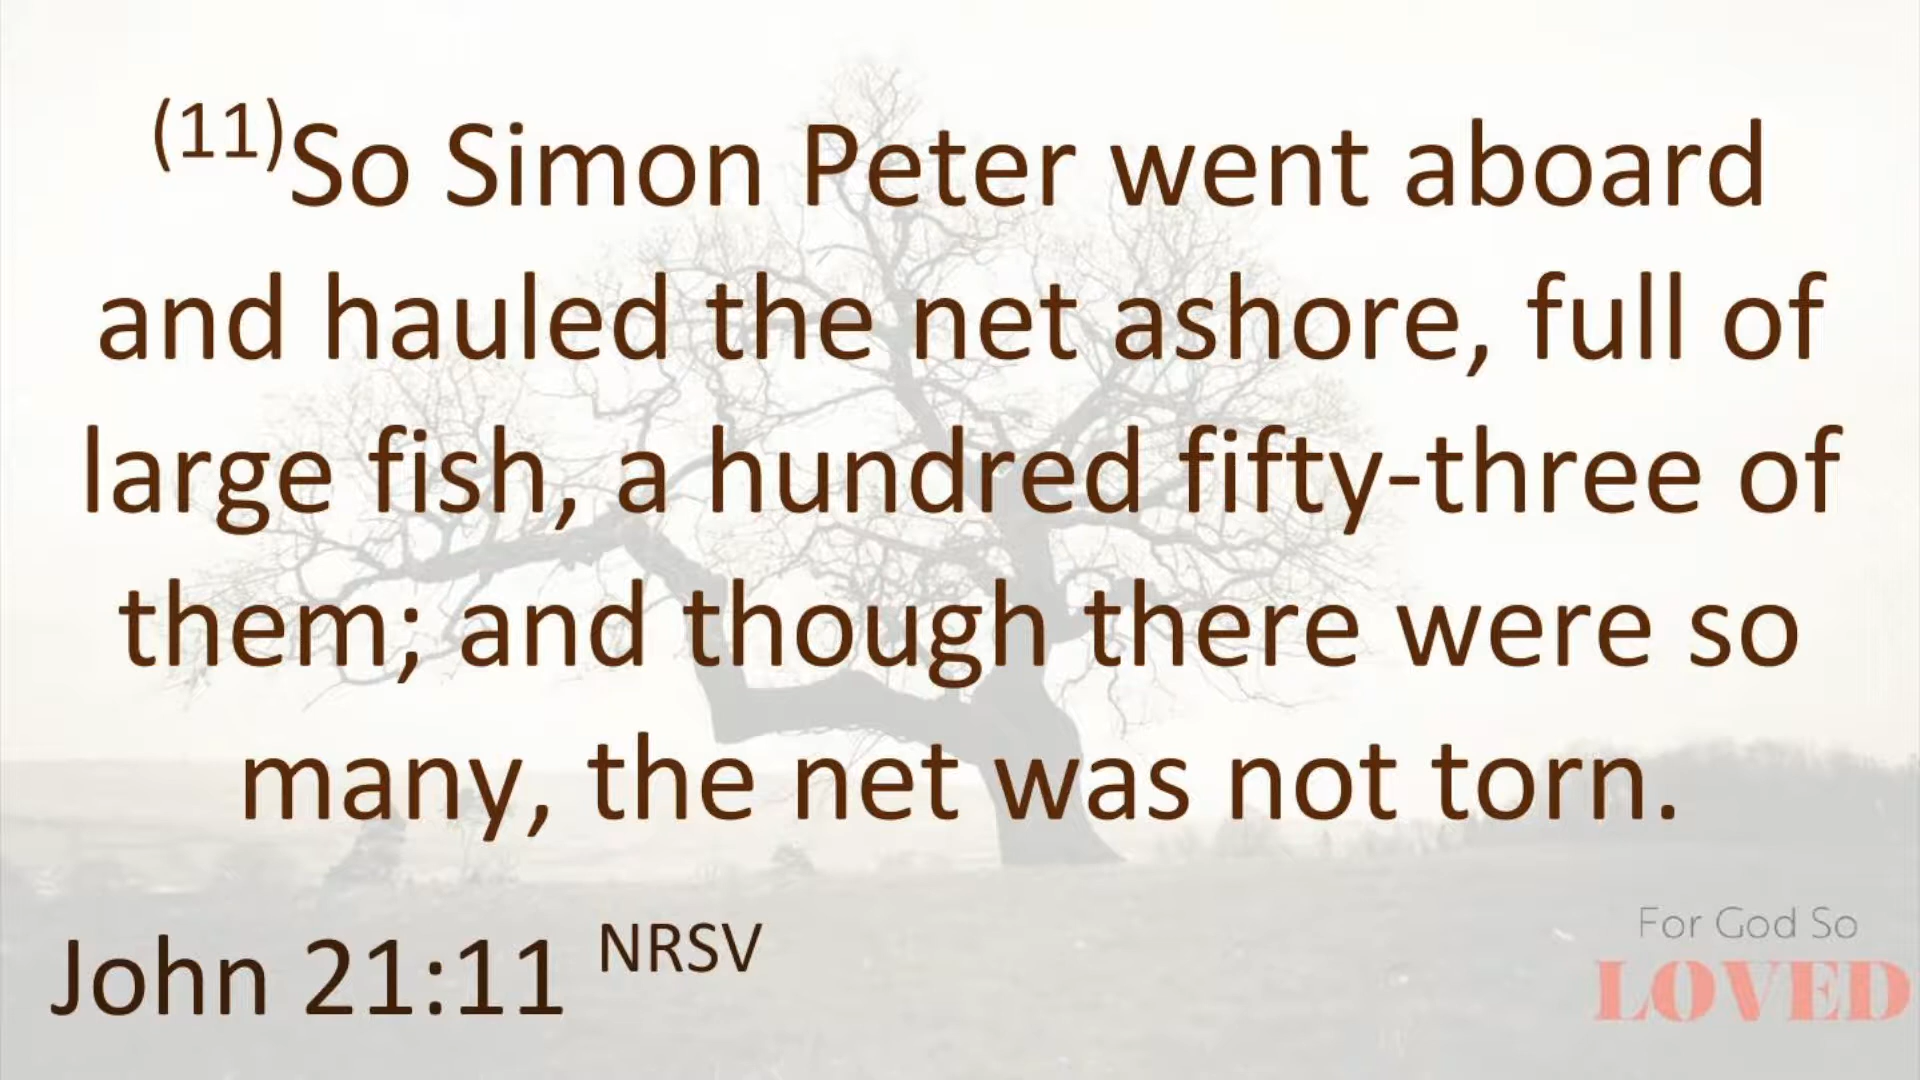 (11)So Simon Peter went aboard
and hauled the net ashore, full of
large fish, a hundred fifty-three of
them; and though there were so
many, the net was not torn.
John 21:11 NRSV
For God So
LOVED